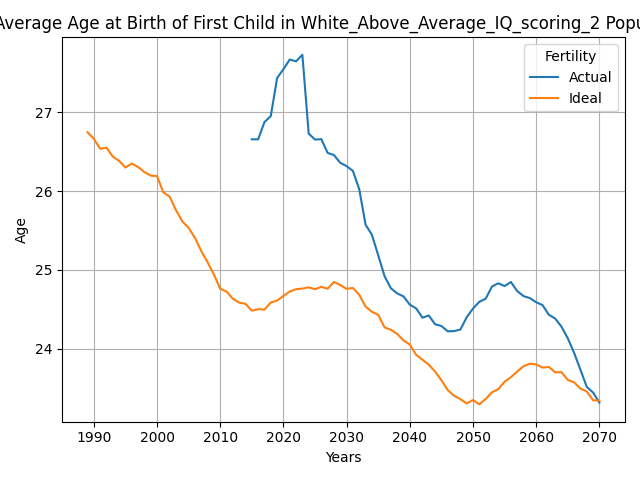 Average Age at Birth of First Child in White_Above_Average_IQ_scoring_2 Popu
Fertility
Actual
Ideal
27
26
25
24
Age
1990 2000 2010 2020 2030 2040 2050 2060 2070
Years